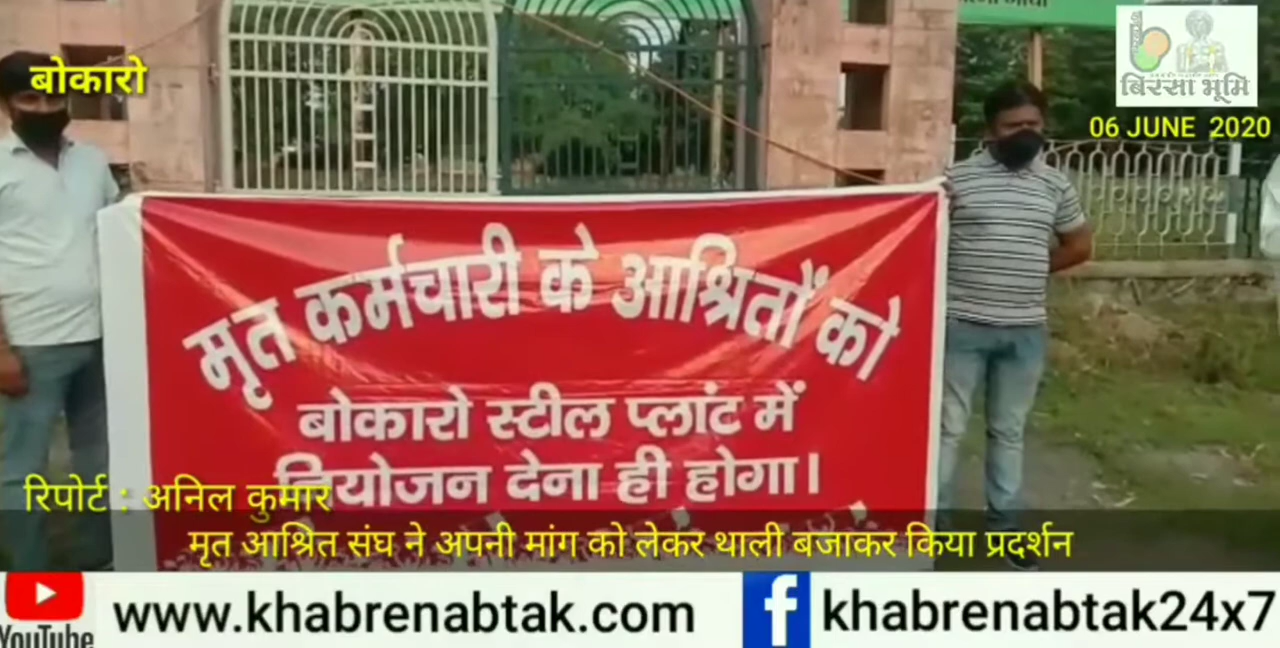 बोकारो
बिरसा भूमि
06 JUNE 2020
मृत कर्मचारी के आश्रितों को
बोकारो स्टील प्लांट में
नियोजन देना ही होगा।
रिपोर्ट : अनिल कुमार
मृत आश्रित संघ ने अपनी मांग को लेकर थाली बजाकर किया प्रदर्शन
YouTube
www.khabrenabtak.com
f khabrenabtak24x7